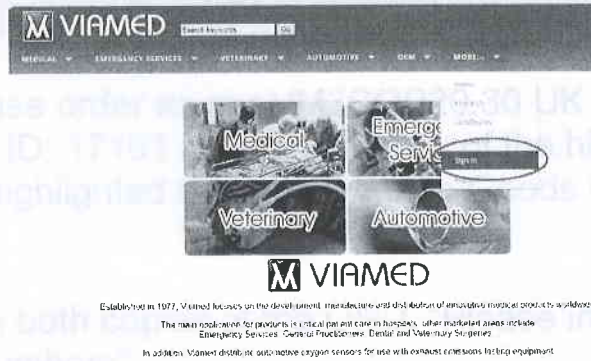 VIAMED
Search keywords Go
MEDICAL EMERGENCY SERVICES VETERINARY AUTOMOTIVE OEM MORE...
Medical
Emerge
Servic
Sign In
Veterinary
Automotive
VIAMED
Established in 1977, Viamed focuses on the development, manufacture and distribution of innovative medical products worldwide
The main application for products is critical patient care in hospitals, other marketed areas include
Emergency Services, General Practitioners, Dental and Veterinary Surgeries
In addition, Viamed distribute automotive oxygen sensors for use with exhaust emissions testing equipment